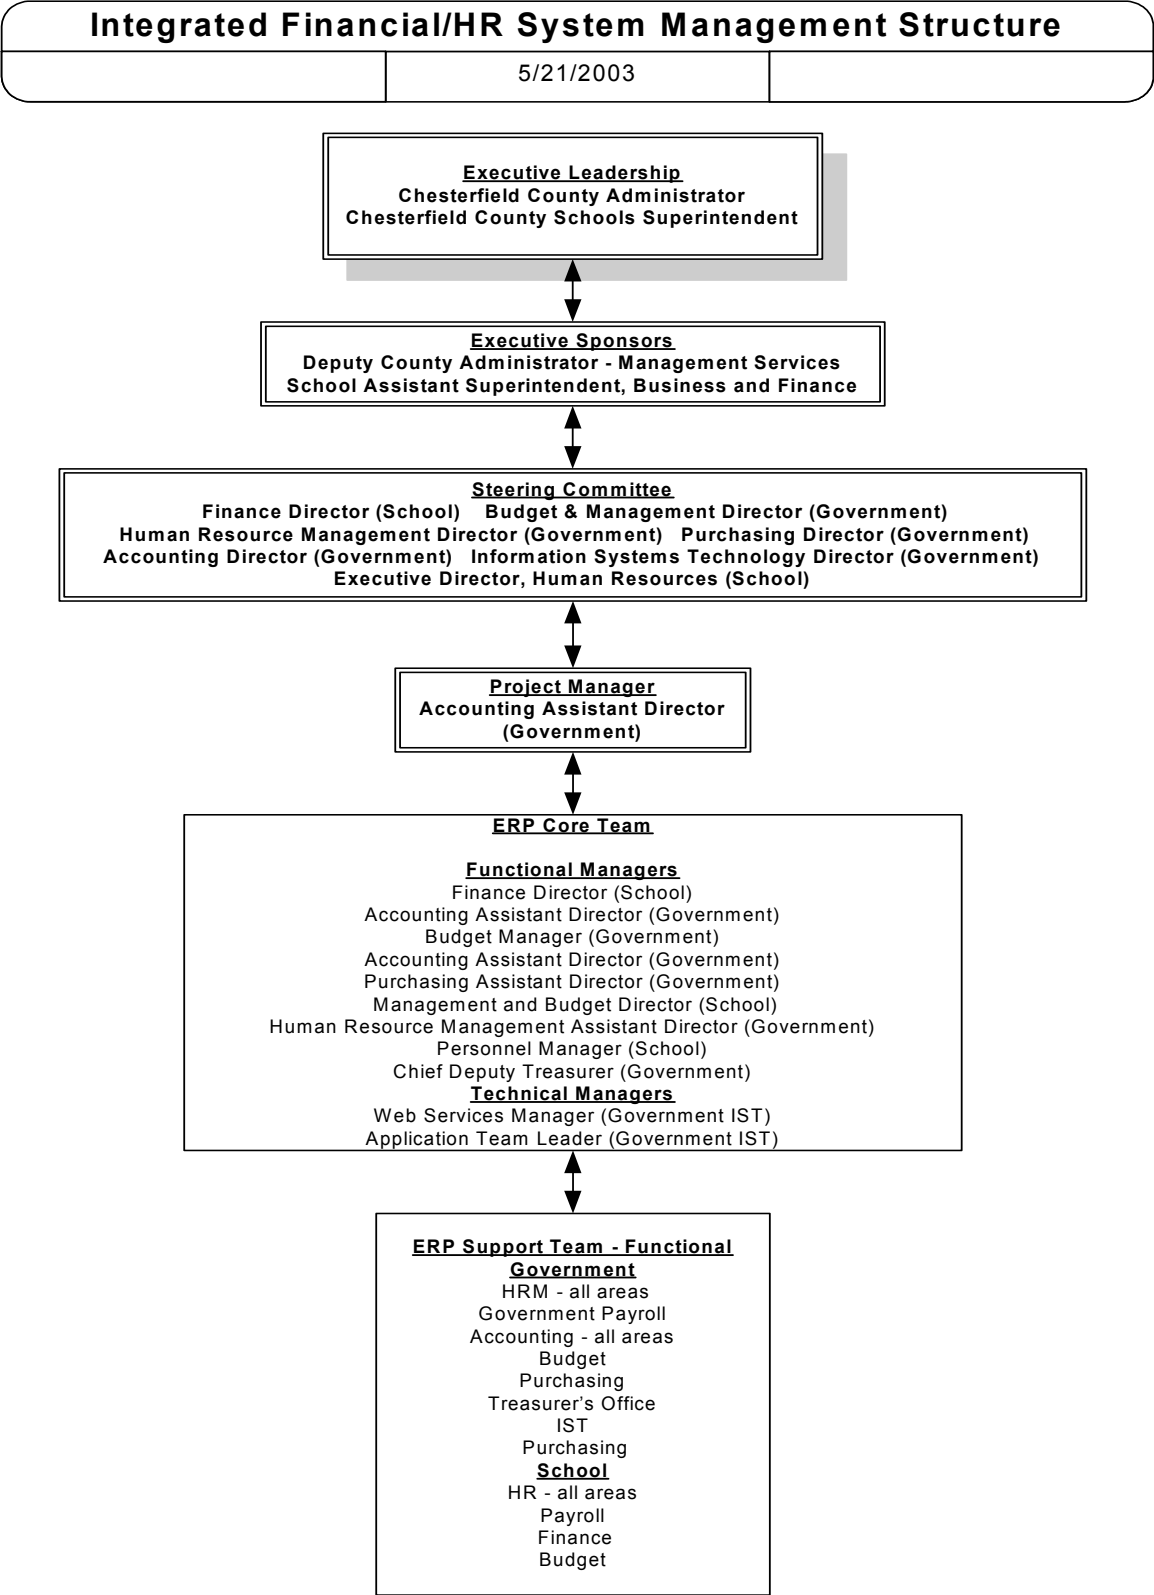 Integrated Financial/HR System Management Structure
5/21/2003
Executive Leadership
Chesterfield County Administrator
Chesterfield County Schools Superintendent
Executive Sponsors
Deputy County Administrator - Management Services
School Assistant Superintendent, Business and Finance
Steering Committee
Finance Director (School) Budget & Management Director (Government)
Human Resource Management Director (Government) Purchasing Director (Government)
Accounting Director (Government) Information Systems Technology Director (Government)
Executive Director, Human Resources (School)
Project Manager
Accounting Assistant Director
(Government)
ERP Core Team
Functional Managers
Finance Director (School)
Accounting Assistant Director (Government)
Budget Manager (Government)
Accounting Assistant Director (Government)
Purchasing Assistant Director (Government)
Management and Budget Director (School)
Human Resource Management Assistant Director (Government)
Personnel Manager (School)
Chief Deputy Treasurer (Government)
Technical Managers
Web Services Manager (Government IST)
Application Team Leader (Government IST)
ERP Support Team - Functional
Government
HRM - all areas
Government Payroll
Accounting - all areas
Budget
Purchasing
Treasurer's Office
IST
Purchasing
School
HR - all areas
Payroll
Finance
Budget